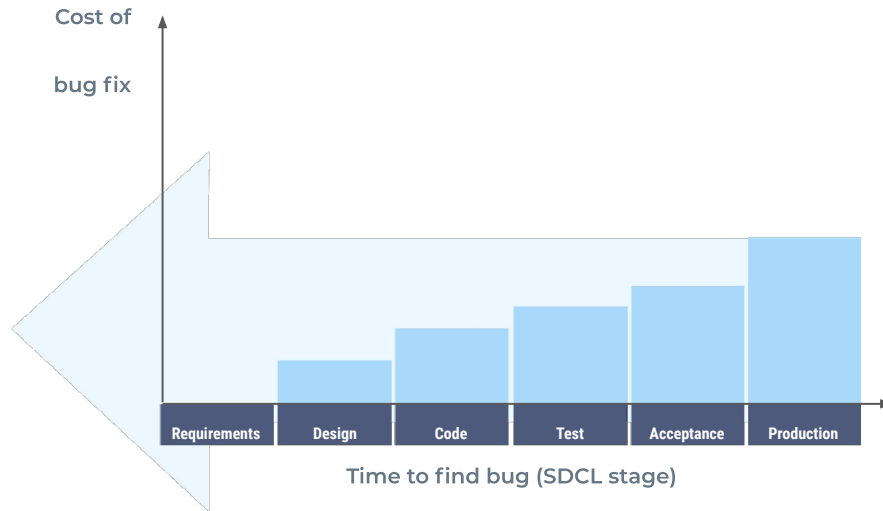 Cost of
bug fix
Requirements
Design
Code
Test
Acceptance
Production
Time to find bug (SDCL stage)